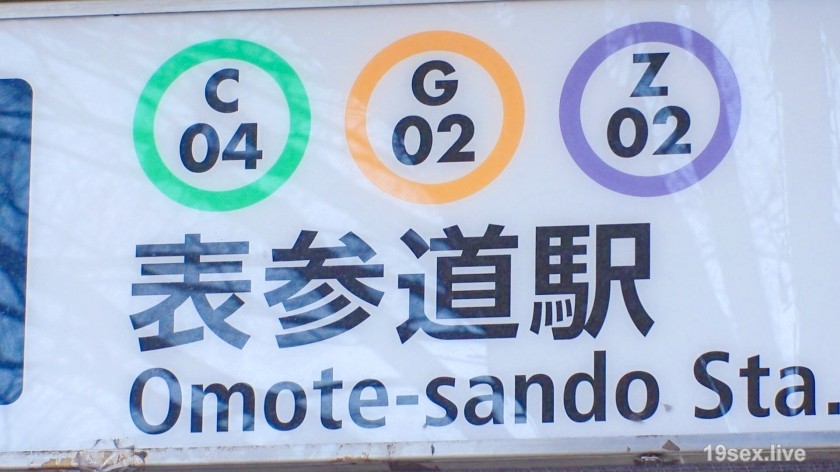 C G Z
04 02 02
表参道駅
Omote-sando Sta.
19sex.live